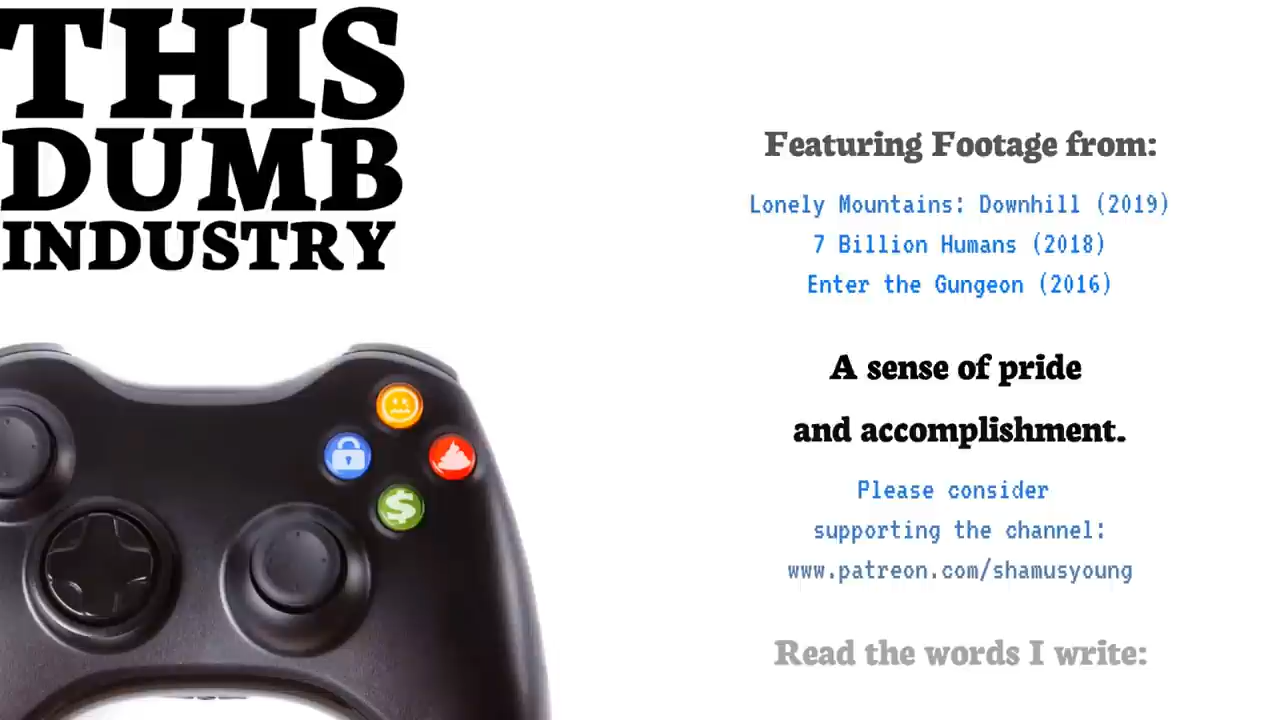 THIS
DUMB
INDUSTRY
Featuring Footage from:
Lonely Mountains: Downhill (2019)
7 Billion Humans (2018)
Enter the Gungeon (2016)
A sense of pride
and accomplishment.
Please consider
supporting the channel:
www.patreon.com/shamusyoung
Read the words I write:
$